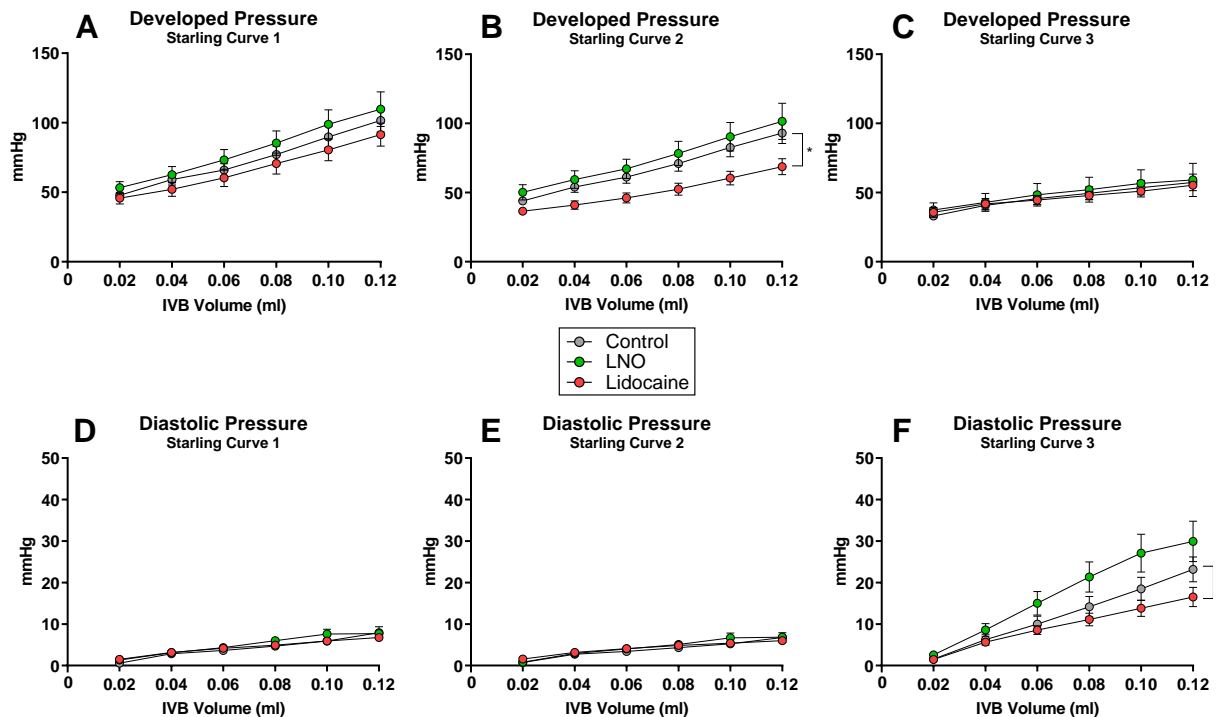 A
Developed Pressure
Starling Curve 1
mmHg
150
100
50
0
0 0.02 0.04 0.06 0.08 0.10 0.12
IVB Volume (ml)
B
Developed Pressure
Starling Curve 2
mmHg
150
100
50
0
*
0 0.02 0.04 0.06 0.08 0.10 0.12
IVB Volume (ml)
C
Developed Pressure
Starling Curve 3
mmHg
150
100
50
0
0 0.02 0.04 0.06 0.08 0.10 0.12
IVB Volume (ml)
Control
LNO
Lidocaine
D
Diastolic Pressure
Starling Curve 1
mmHg
50
40
30
20
10
0
0 0.02 0.04 0.06 0.08 0.10 0.12
IVB Volume (ml)
E
Diastolic Pressure
Starling Curve 2
mmHg
50
40
30
20
10
0
0 0.02 0.04 0.06 0.08 0.10 0.12
IVB Volume (ml)
F
Diastolic Pressure
Starling Curve 3
mmHg
50
40
30
20
10
0
0 0.02 0.04 0.06 0.08 0.10 0.12
IVB Volume (ml)